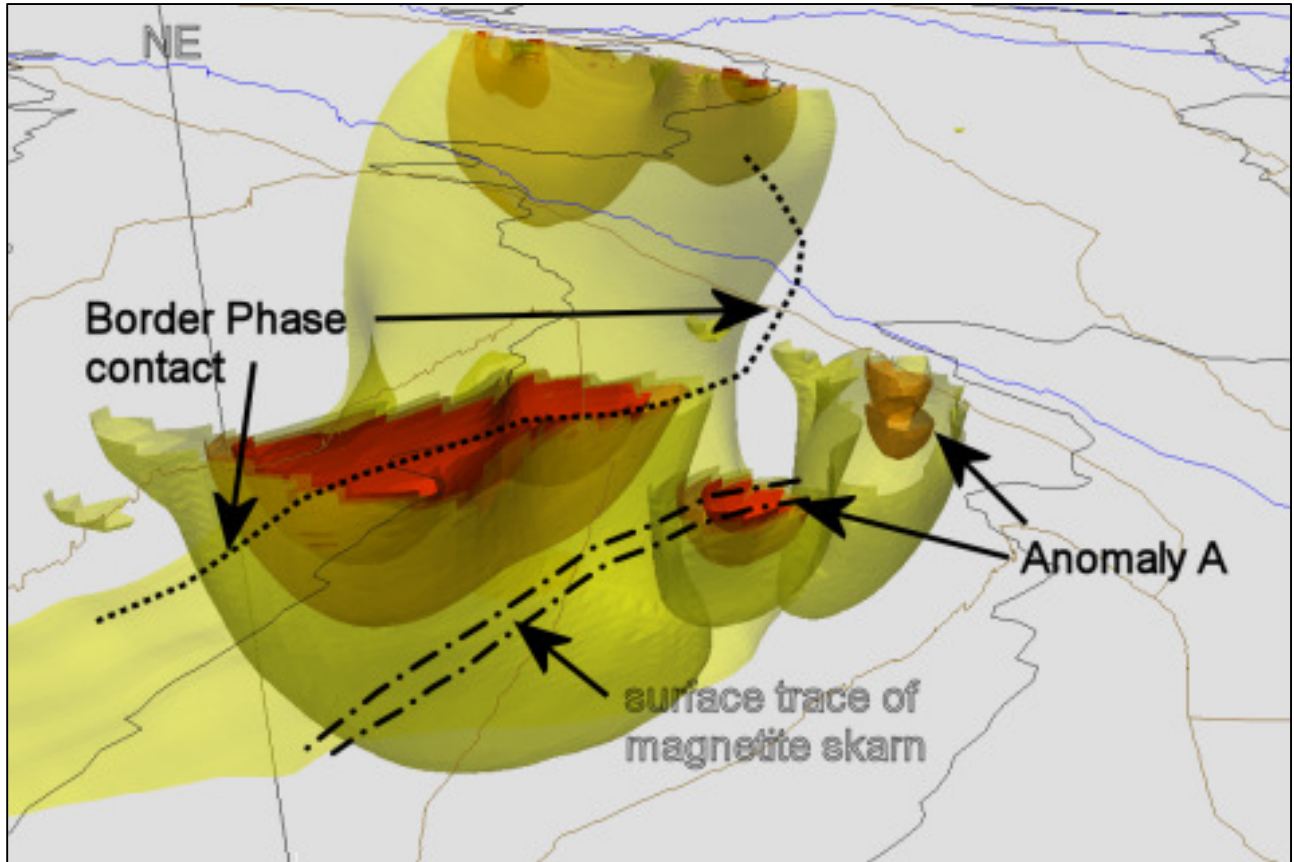 NE
Border Phase
contact
Anomaly A
surface trace of
magnetite skarn